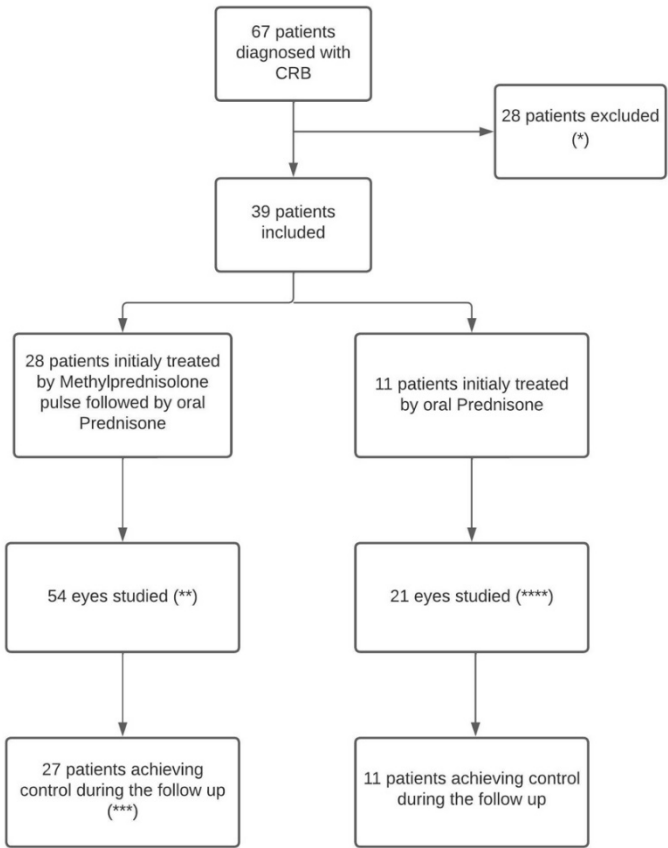 67 patients
diagnosed with
CRB
28 patients excluded
(*)
39 patients
included
28 patients initialy treated
by Methylprednisolone
pulse followed by oral
Prednisone
11 patients initialy treated
by oral Prednisone
54 eyes studied (**)
21 eyes studied (****)
27 patients achieving
control during the follow up
(***)
11 patients achieving control
during the follow up